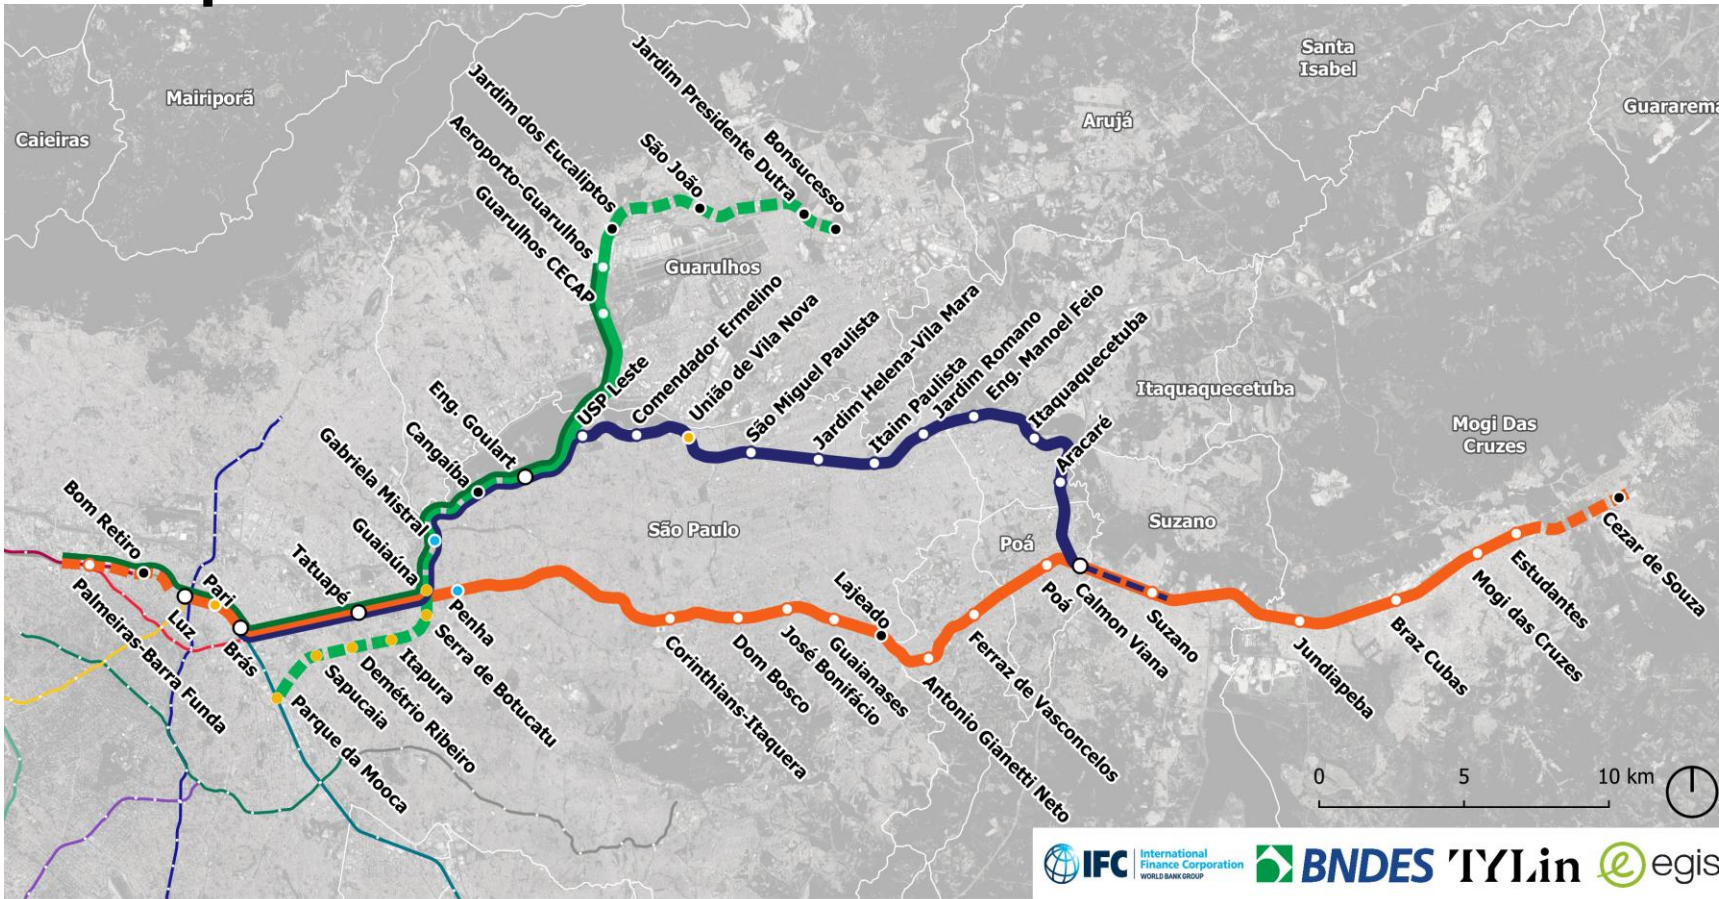 Mairiporã
Caieiras
Santa
Isabel
Guararema
Arujá
Guarulhos
Itaquaquecetuba
Mogi Das
Cruzes
Suzano
Poá
São Paulo
Jardim dos Eucaliptos
Aeroporto-Guarulhos
Guarulhos CECAP
São João
Jardim Presidente Dutra
Bonsucesso
USP Leste
Comendador Ermelino
União de Vila Nova
São Miguel Paulista
Jardim Helena-Vila Mara
Itaim Paulista
Jardim Romano
Eng. Manoel Feio
Itaquaquecetuba
Aracaré
Eng. Goulart
Cangaíba
Gabriela Mistral
Guaiaúna
Tatuapé
Bom Retiro
Pari
Luz
Brás
Palmeiras-Barra Funda
Parque da Mooca
Sapucaia
Demétrio Ribeiro
Itapura
Serra de Botucatu
Penha
Corinthians-Itaquera
Dom Bosco
José Bonifácio
Guaianases
Lajeado
Antonio Gianetti Neto
Ferraz de Vasconcelos
Poá
Calmon Viana
Suzano
Jundiapeba
Braz Cubas
Mogi das Cruzes
Estudantes
Cezar de Souza
0 5 10 km
IFC
International
Finance Corporation
WORLD BANK GROUP
BNDES
TYLin
egis